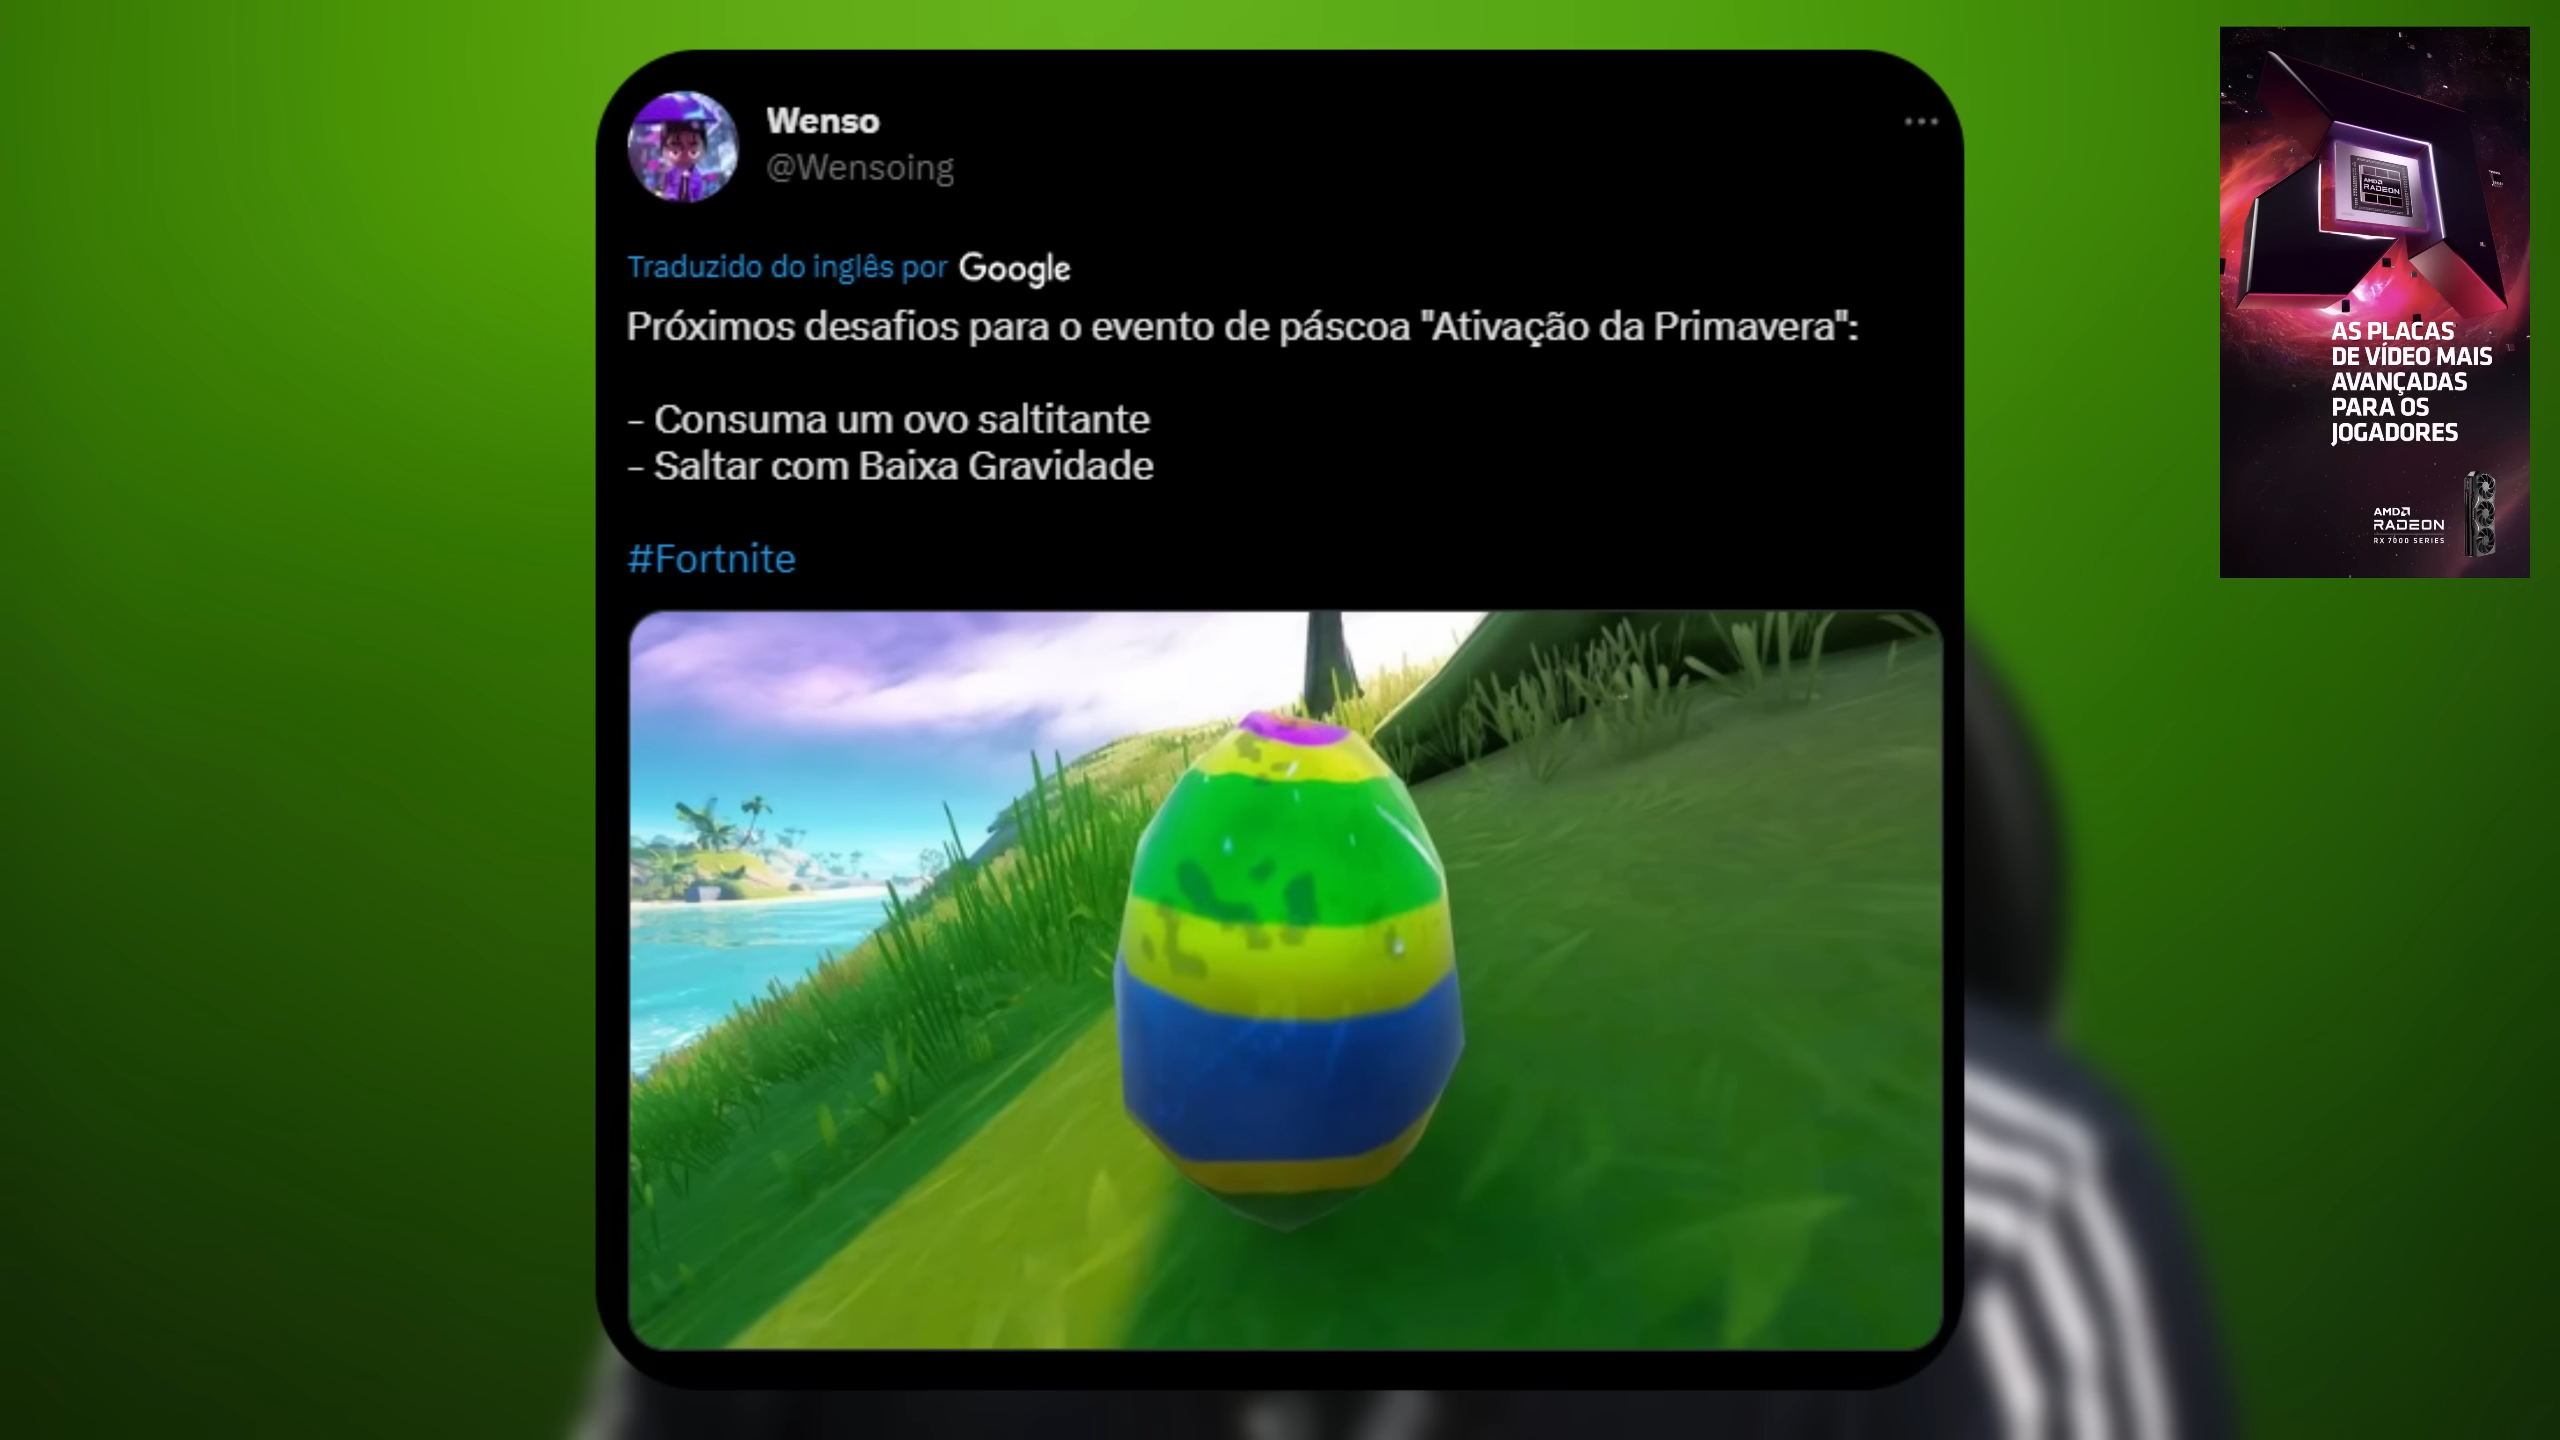 Wenso
@Wensoing
Traduzido do inglês por Google
Próximos desafios para o evento de páscoa "Ativação da Primavera":
- Consuma um ovo saltitante
- Saltar com Baixa Gravidade
#Fortnite
AMD
RADEON
AS PLACAS
DE VÍDEO MAIS
AVANÇADAS
PARA OS
JOGADORES
AMD
RADEON
RX 7000 SERIES